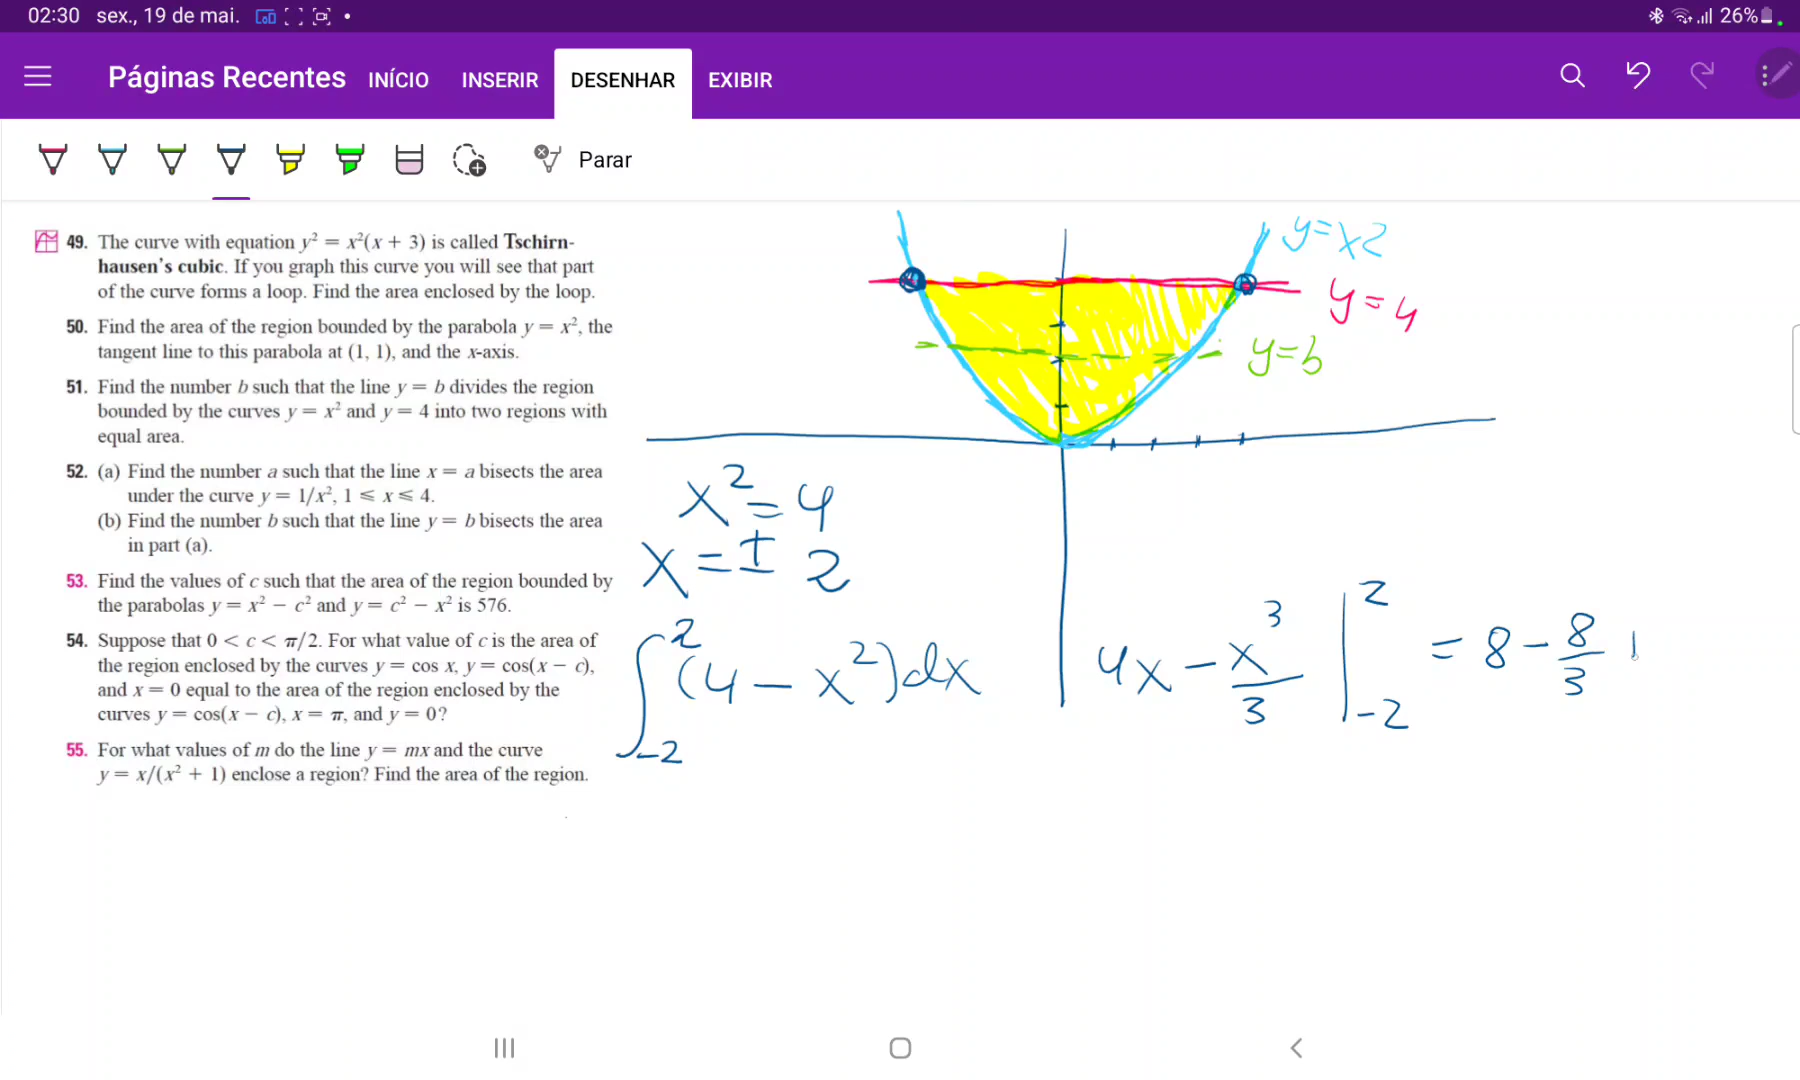 02:30 sex., 19 de mai.
26%
Páginas Recentes INÍCIO INSERIR DESENHAR EXIBIR
Parar
49. The curve with equation y² = x²(x + 3) is called Tschirn-
hausen's cubic. If you graph this curve you will see that part
of the curve forms a loop. Find the area enclosed by the loop.
50. Find the area of the region bounded by the parabola y = x², the
tangent line to this parabola at (1, 1), and the x-axis.
51. Find the number b such that the line y = b divides the region
bounded by the curves y = x² and y = 4 into two regions with
equal area.
52. (a) Find the number a such that the line x = a bisects the area
under the curve y = 1/x², 1 ⩽ x ⩽ 4.
(b) Find the number b such that the line y = b bisects the area
in part (a).
53. Find the values of c such that the area of the region bounded by
the parabolas y = x² − c² and y = c² − x² is 576.
54. Suppose that 0 < c < π/2. For what value of c is the area of
the region enclosed by the curves y = cos x, y = cos(x − c),
and x = 0 equal to the area of the region enclosed by the
curves y = cos(x − c), x = π, and y = 0?
55. For what values of m do the line y = mx and the curve
y = x/(x² + 1) enclose a region? Find the area of the region.
y=x2
y=4
y=b
x²=4
x=± 2
∫₋₂² (4 − x²)dx
4x − x³/3 |₋₂² = 8 − 8/3